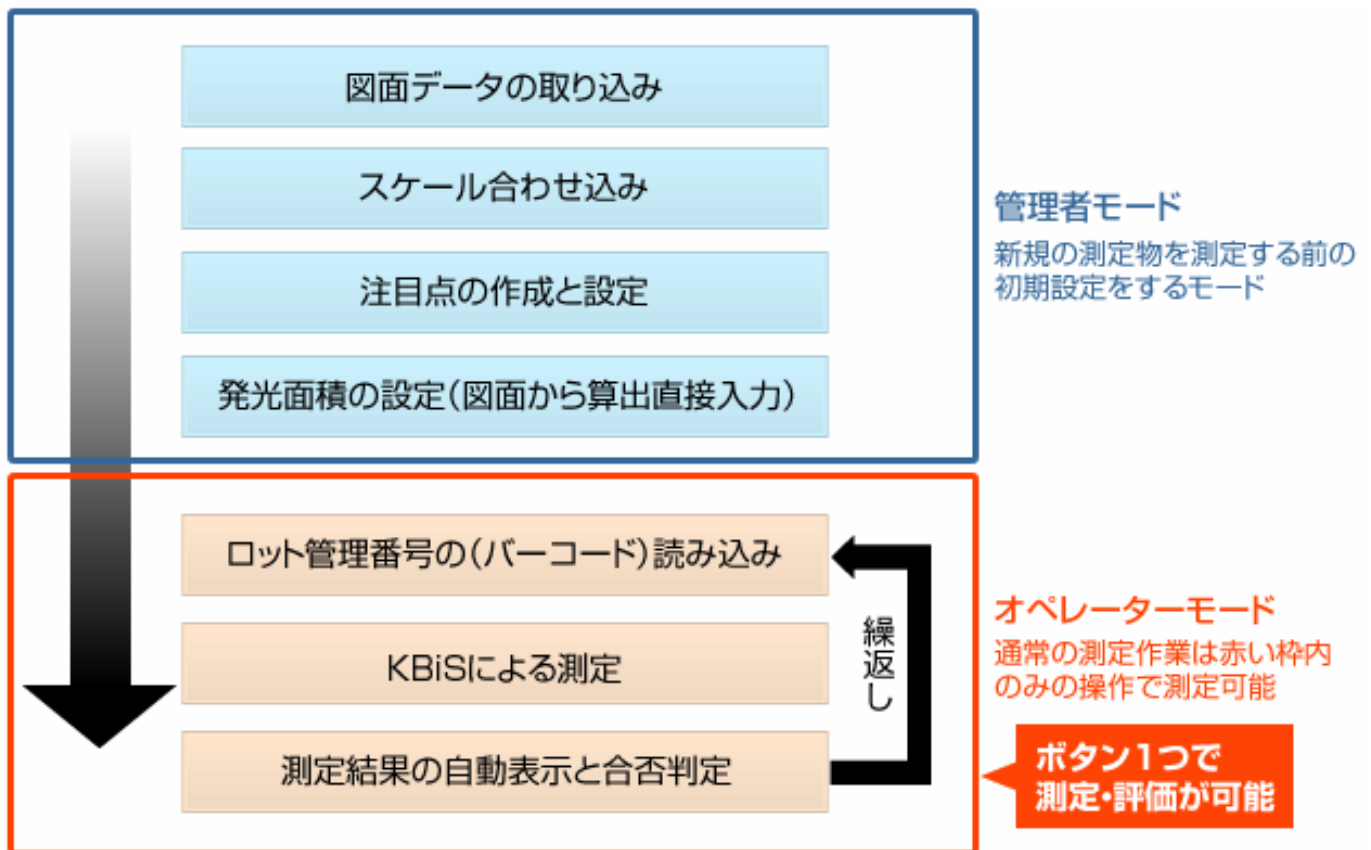 図面データの取り込み
スケール合わせ込み
注目点の作成と設定
発光面積の設定(図面から算出直接入力)
管理者モード
新規の測定物を測定する前の
初期設定をするモード
ロット管理番号の(バーコード)読み込み
KBiSによる測定
測定結果の自動表示と合否判定
繰返し
オペレーターモード
通常の測定作業は赤い枠内
のみの操作で測定可能
ボタン1つで
測定・評価が可能